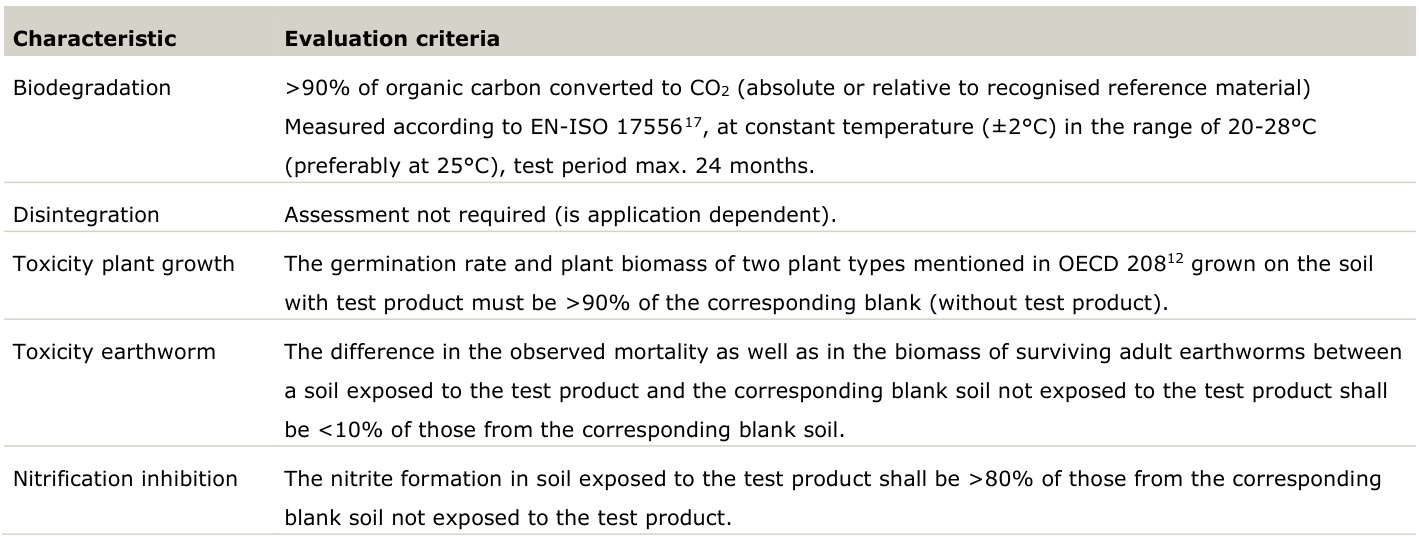 Characteristic Evaluation criteria
Biodegradation >90% of organic carbon converted to CO₂ (absolute or relative to recognised reference material)
Measured according to EN-ISO 17556¹⁷, at constant temperature (±2°C) in the range of 20-28°C
(preferably at 25°C), test period max. 24 months.
Disintegration Assessment not required (is application dependent).
Toxicity plant growth The germination rate and plant biomass of two plant types mentioned in OECD 208¹² grown on the soil
with test product must be >90% of the corresponding blank (without test product).
Toxicity earthworm The difference in the observed mortality as well as in the biomass of surviving adult earthworms between
a soil exposed to the test product and the corresponding blank soil not exposed to the test product shall
be <10% of those from the corresponding blank soil.
Nitrification inhibition The nitrite formation in soil exposed to the test product shall be >80% of those from the corresponding
blank soil not exposed to the test product.